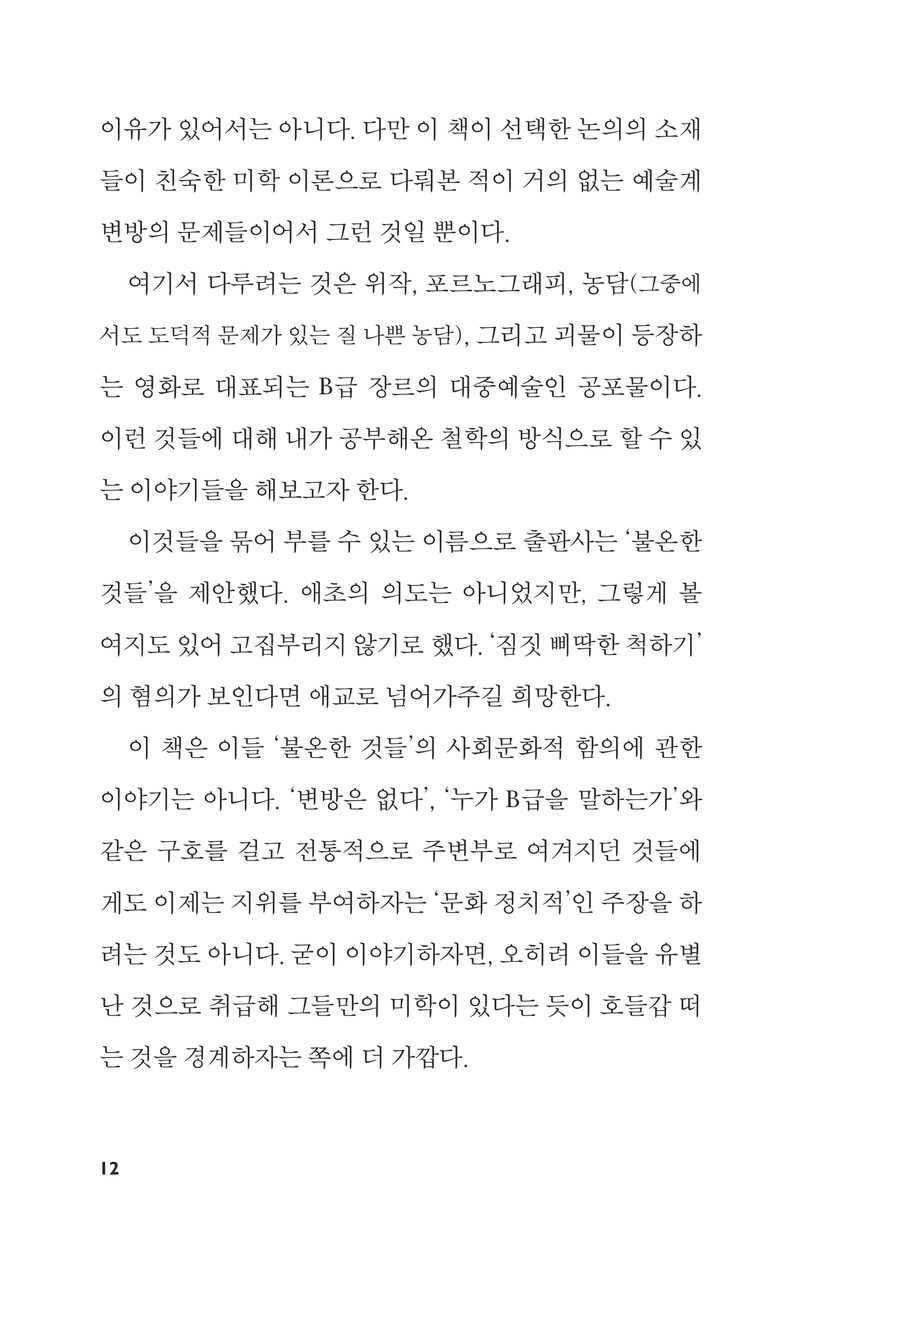 이유가 있어서는 아니다. 다만 이 책이 선택한 논의의 소재
들이 친숙한 미학 이론으로 다뤄본 적이 거의 없는 예술계
변방의 문제들이어서 그런 것일 뿐이다.
여기서 다루려는 것은 위작, 포르노그래피, 농담(그중에
서도 도덕적 문제가 있는 질 나쁜 농담), 그리고 괴물이 등장하
는 영화로 대표되는 B급 장르의 대중예술인 공포물이다.
이런 것들에 대해 내가 공부해온 철학의 방식으로 할 수 있
는 이야기들을 해보고자 한다.
이것들을 묶어 부를 수 있는 이름으로 출판사는 ‘불온한
것들’을 제안했다. 애초의 의도는 아니었지만, 그렇게 볼
여지도 있어 고집부리지 않기로 했다. ‘짐짓 삐딱한 척하기’
의 혐의가 보인다면 애교로 넘어가주길 희망한다.
이 책은 이들 ‘불온한 것들’의 사회문화적 함의에 관한
이야기는 아니다. ‘변방은 없다’, ‘누가 B급을 말하는가’와
같은 구호를 걸고 전통적으로 주변부로 여겨지던 것들에
게도 이제는 지위를 부여하자는 ‘문화 정치적’인 주장을 하
려는 것도 아니다. 굳이 이야기하자면, 오히려 이들을 유별
난 것으로 취급해 그들만의 미학이 있다는 듯이 호들갑 떠
는 것을 경계하자는 쪽에 더 가깝다.
12